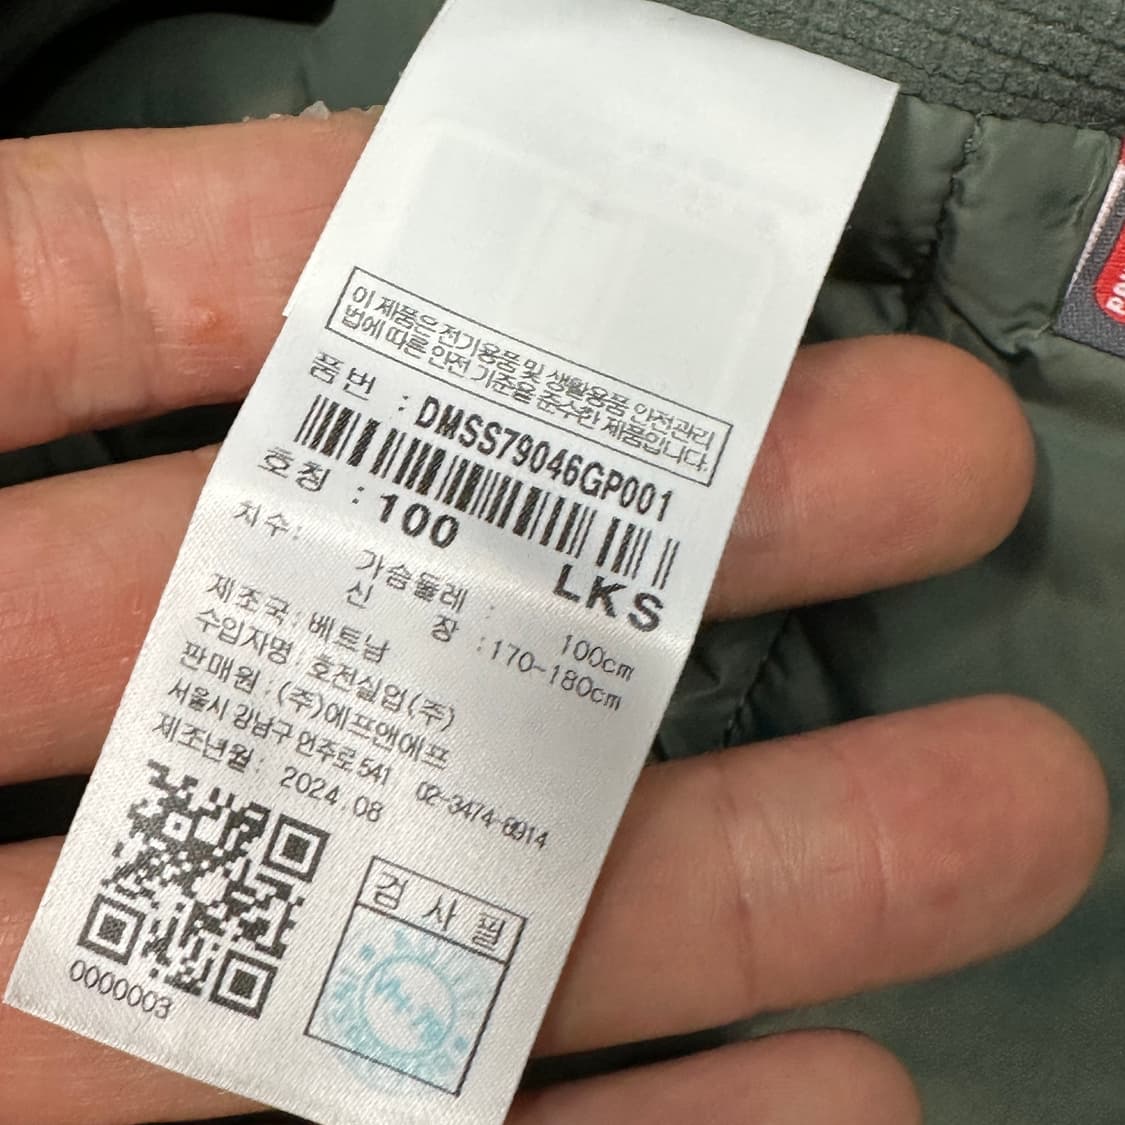 이 제품은 전기용품 및 생활용품 안전관리
법에 따른 안전 기준을 준수한 제품입니다.
품 번 : DMSS79046GP001
호칭 : 100
LKS
치수: 가슴둘레 : 100cm
신 장 : 170-180cm
제조국: 베트남
수입자명: 호전실업(주)
판매원: (주)에프앤에프
서울시 강남구 언주로 541 02-3474-6914
제조년월: 2024.08
0000003
검 사 필